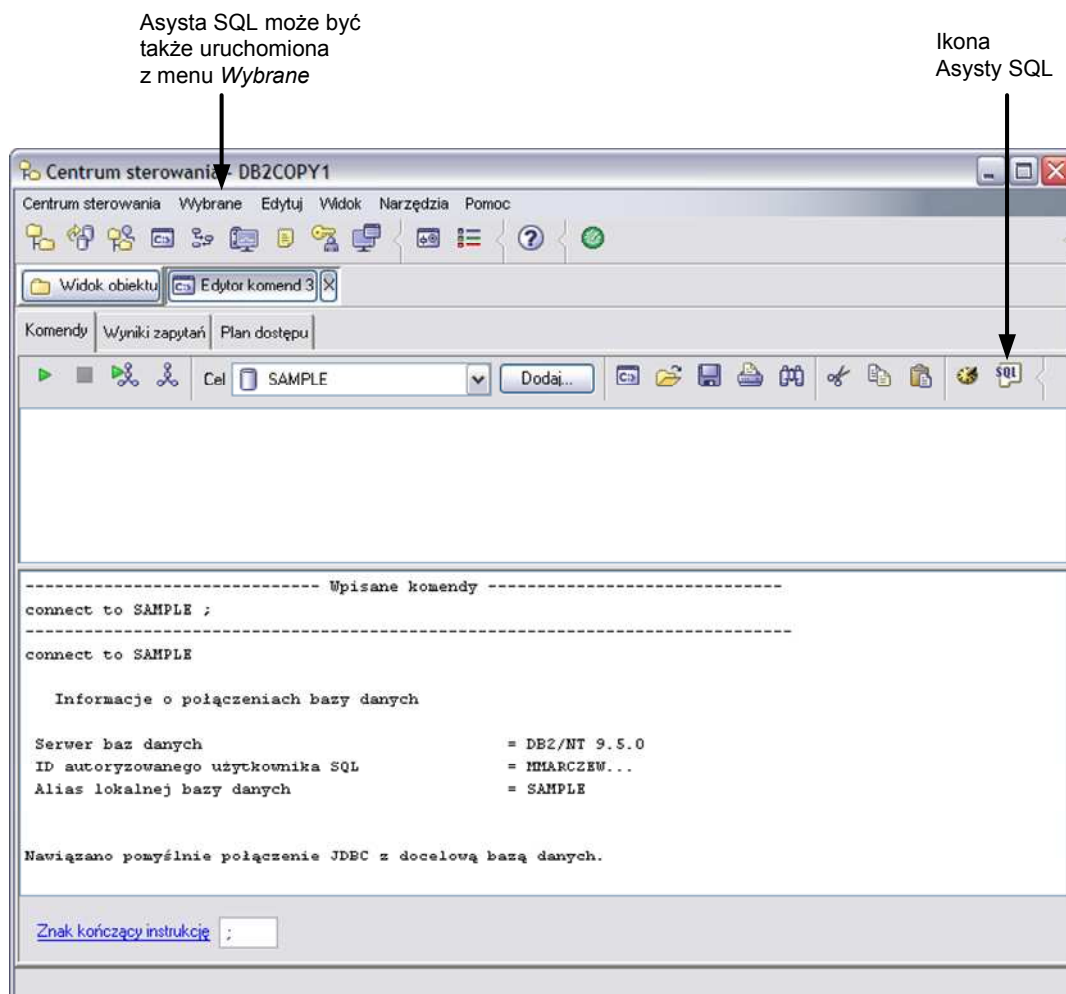 Asysta SQL może być
także uruchomiona
z menu Wybrane
Ikona
Asysty SQL
Centrum sterowania - DB2COPY1
Centrum sterowania Wybrane Edytuj Widok Narzędzia Pomoc
Widok obiektu Edytor komend 3
Komendy Wyniki zapytań Plan dostępu
Cel SAMPLE Dodaj... SQL
------------------------------ Wpisane komendy ------------------------------
connect to SAMPLE ;
------------------------------------------------------------------------------
connect to SAMPLE
Informacje o połączeniach bazy danych
Serwer baz danych = DB2/NT 9.5.0
ID autoryzowanego użytkownika SQL = MMARCZEW...
Alias lokalnej bazy danych = SAMPLE
Nawiązano pomyślnie połączenie JDBC z docelową bazą danych.
Znak kończący instrukcję ;